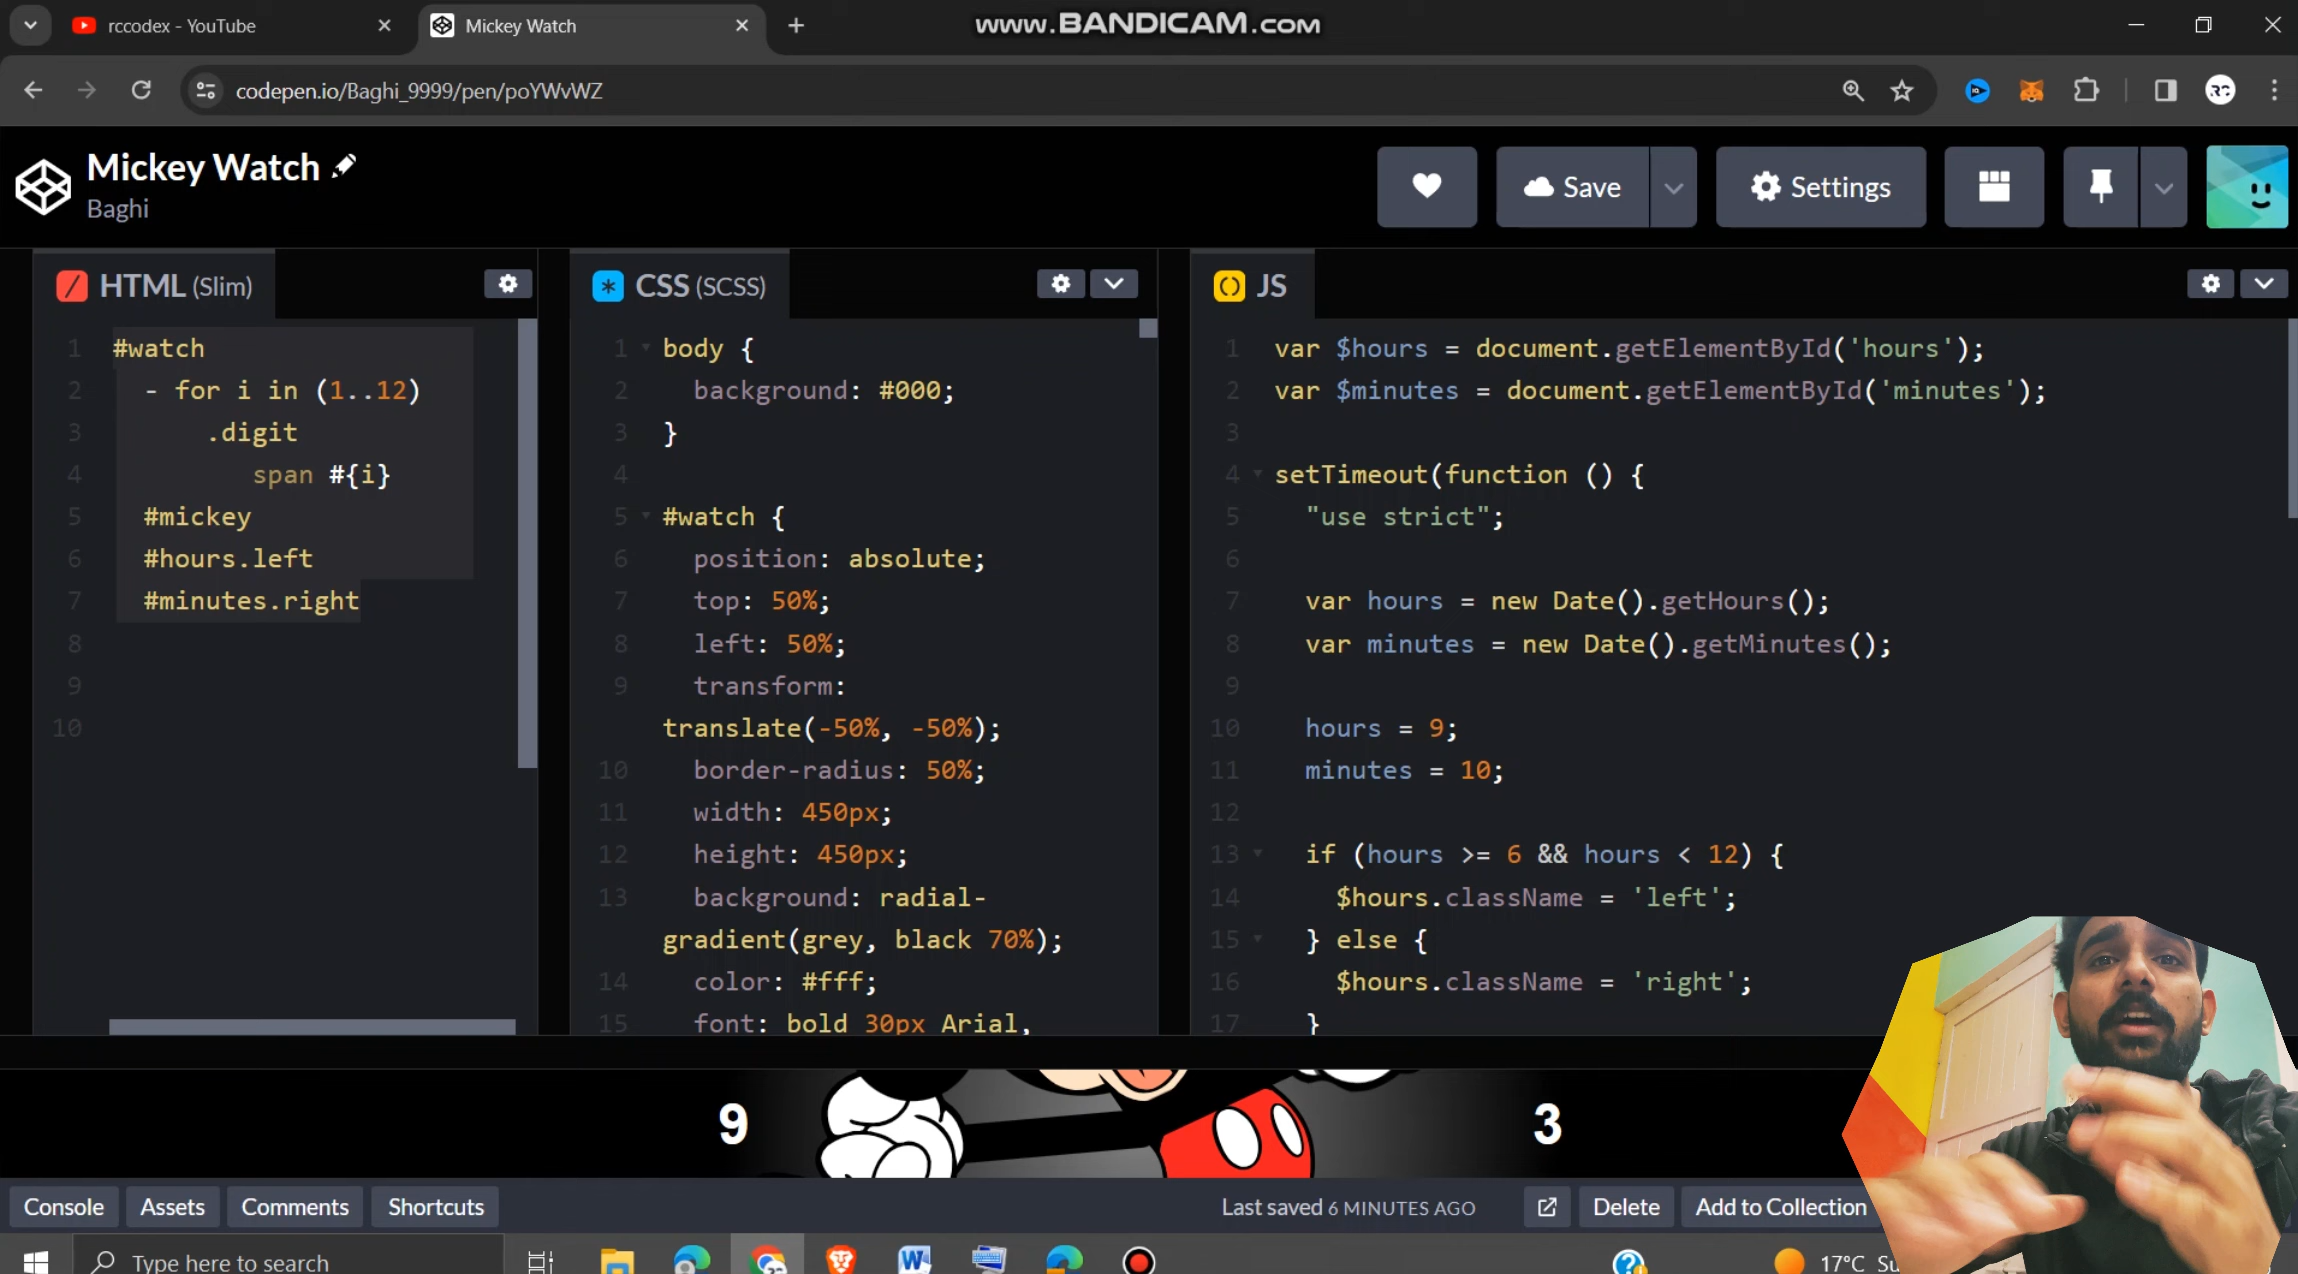 rccodex - YouTube
Mickey Watch
www.BANDICAM.com
codepen.io/Baghi_9999/pen/poYWvWZ
RC
Mickey Watch
Baghi
Save
Settings
HTML (Slim)
1 #watch
2 - for i in (1..12)
3 .digit
4 span #{i}
5 #mickey
6 #hours.left
7 #minutes.right
8
9
10
CSS (SCSS)
1 body {
2 background: #000;
3 }
4
5 #watch {
6 position: absolute;
7 top: 50%;
8 left: 50%;
9 transform:
translate(-50%, -50%);
10 border-radius: 50%;
11 width: 450px;
12 height: 450px;
13 background: radial-
gradient(grey, black 70%);
14 color: #fff;
15 font: bold 30px Arial,
JS
1 var $hours = document.getElementById('hours');
2 var $minutes = document.getElementById('minutes');
3
4 setTimeout(function () {
5 "use strict";
6
7 var hours = new Date().getHours();
8 var minutes = new Date().getMinutes();
9
10 hours = 9;
11 minutes = 10;
12
13 if (hours >= 6 && hours < 12) {
14 $hours.className = 'left';
15 } else {
16 $hours.className = 'right';
17 }
9 3
Console Assets Comments Shortcuts
Last saved 6 MINUTES AGO
Delete
Add to Collection
Type here to search
17°C Su